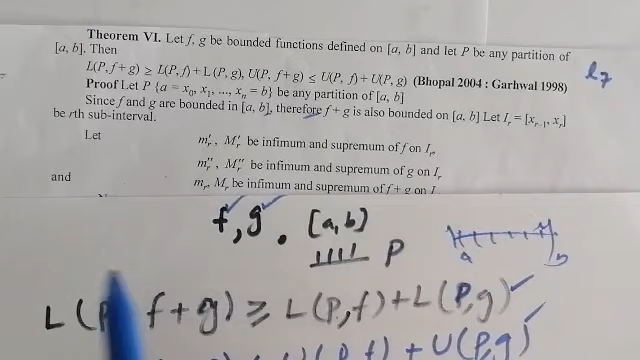 Theorem VI. Let f, g be bounded functions defined on [a, b] and let P be any partition of
[a, b]. Then
L(P, f + g) ≥ L(P, f) + L (P, g), U(P, f + g) ≤ U(P, f) + U(P, g) (Bhopal 2004 : Garhwal 1998)
Proof Let P {a = x₀, x₁, ..., xₙ = b} be any partition of [a, b]
Since f and g are bounded in [a, b], therefore f + g is also bounded on [a, b] Let Iᵣ = [xᵣ₋₁, xᵣ]
be rth sub-interval.
Let m′ᵣ, M′ᵣ be infimum and supremum of f on Iᵣ,
m″ᵣ, M″ᵣ be infimum and supremum of g on Iᵣ
and mᵣ, Mᵣ be infimum and supremum of f + g on I
f, g . [a, b]
P
a b
L(P f + g) ≥ L(P, f) + L(P, g)
+ U(P, g)